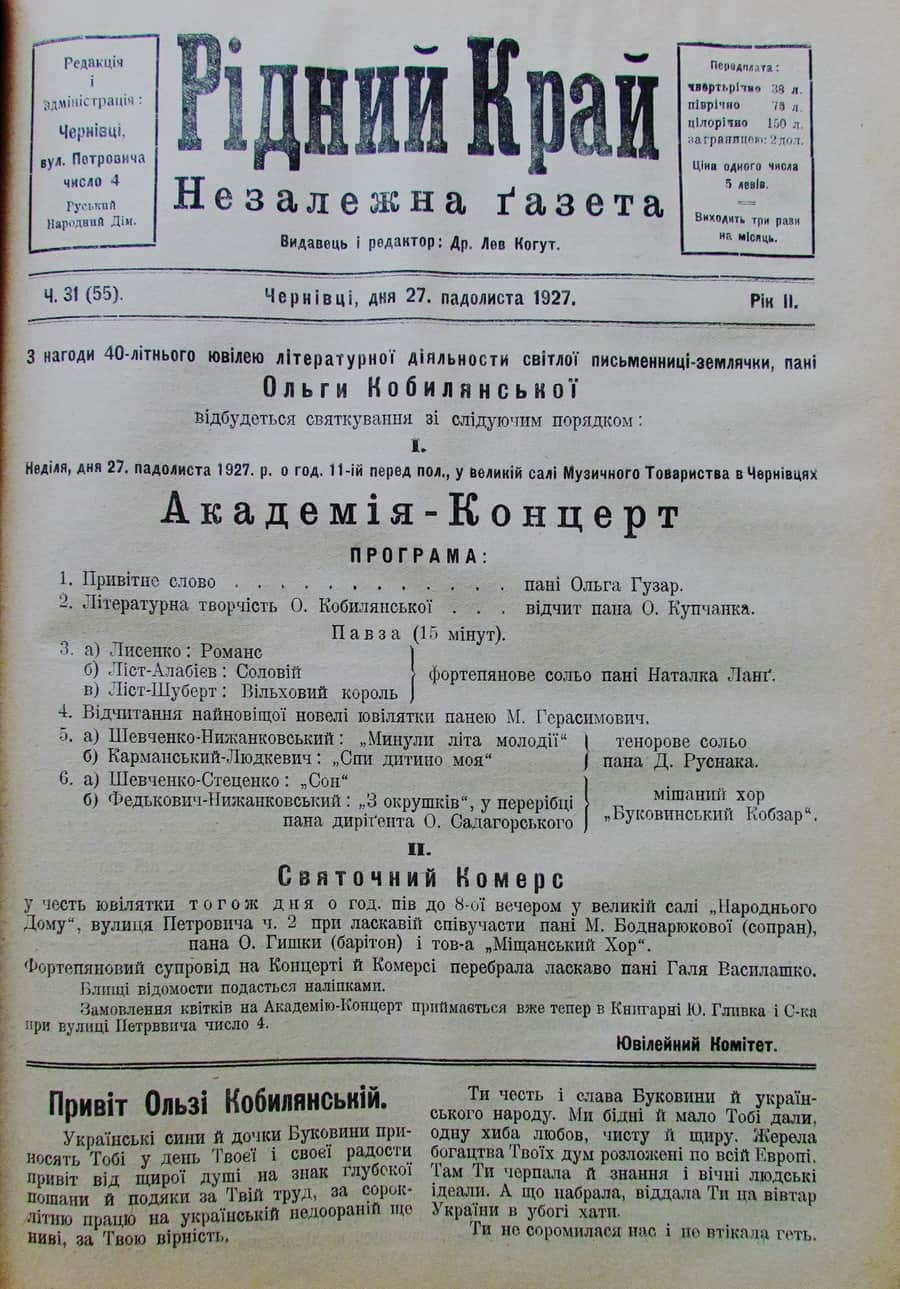 Редакція
і
адміністрація :
Чернівці,
вул. Петровича
число 4
Руський
Народний Дім.
Рідний Край
Незалежна ґазета
Видавець і редактор: Др. Лев Когут.
Передплата :
чвертьрічно 38 л.
піврічно 75 л.
цілорічно 150 л.
заграницею: 2 дол.
Ціна одного числа
5 левів.
Виходить три рази
на місяць.
Ч. 31 (55).
Чернівці, дня 27. падолиста 1927.
Рік II.
З нагоди 40-літнього ювілею літературної діяльности світлої письменниці-землячки, пані
Ольги Кобилянської
відбудеться святкування зі слідуючим порядком :
I.
Неділя, дня 27. падолиста 1927. р. о год. 11-ій перед пол., у великій салі Музичного Товариства в Чернівцях
Академія - Концерт
ПРОГРАМА:
1. Привітне слово . . . . . . . . . . . . . пані Ольга Гузар.
2. Літературна творчість О. Кобилянської . . . відчит пана О. Купчанка.
Павза (15 мінут).
3. а) Лисенко : Романс
б) Ліст-Алабієв : Соловій
в) Ліст-Шуберт : Вільховий король
фортепянове сольо пані Наталка Ланґ.
4. Відчитання найновіщої новелі ювілятки панею М. Герасимович.
5. а) Шевченко-Нижанковський : „Минули літа молодії“
б) Карманський-Людкевич : „Спи дитино моя“
тенорове сольо
пана Д. Руснака.
6. а) Шевченко-Стеценко : „Сон“
б) Федькович-Нижанковський : „З окрушків“, у перерібці
пана диріґента О. Садагорського
мішаний хор
„Буковинський Кобзар“.
II.
Святочний Комерс
у честь ювілятки того ж дня о год. пів до 8-ої вечером у великій салі „Народнього
Дому“, вулиця Петровича ч. 2 при ласкавій співучасти пані М. Боднарюкової (сопран),
пана О. Гишки (барітон) і тов-а „Міщанський Хор“.
Фортепяновий супровід на Концерті й Комерсі перебрала ласкаво пані Галя Василашко.
Влищі відомости подасться наліпками.
Замовлення квітків на Академію-Концерт приймається вже тепер в Книгарні Ю. Гливка і С-ка
при вулиці Петрввича число 4.
Ювілейний Комітет.
Привіт Ользі Кобилянській.
Українські сини й дочки Буковини при-
носять Тобі у день Твоєї і своєї радости
привіт від щирої душі на знак глубокої
пошани й подяки за Твій труд, за сорок-
літню працю на українській недоораній ще
ниві, за Твою вірність.
Ти честь і слава Буковини й україн-
ського народу. Ми бідні й мало Тобі дали,
одну хиба любов, чисту й щиру. Жерела
богацтва Твоїх дум розложені по всій Европі.
Там Ти черпала й знання і вічні людські
ідеали. А що набрала, віддала Ти на вівтар
України в убогі хати.
Ти не соромилася нас і не втікала геть.